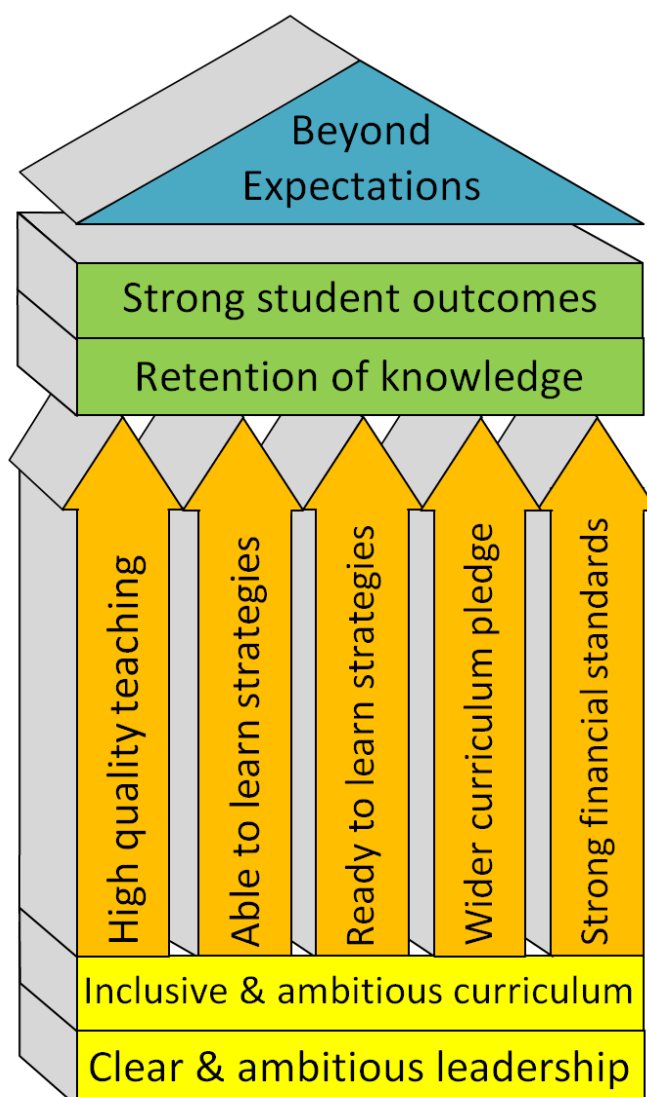 Beyond
Expectations
Strong student outcomes
Retention of knowledge
High quality teaching
Able to learn strategies
Ready to learn strategies
Wider curriculum pledge
Strong financial standards
Inclusive & ambitious curriculum
Clear & ambitious leadership